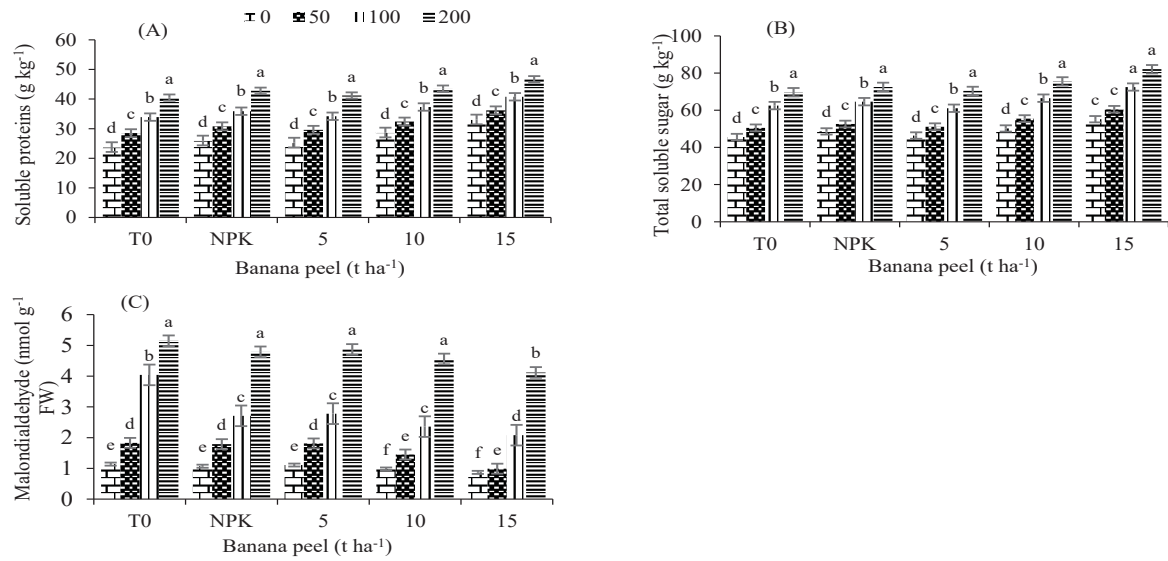 0 50 100 200
(A)
Soluble proteins (g kg-1)
60
50
40
30
20
10
0
d c b a d c b a d c b a d c b a d c b a
T0 NPK 5 10 15
Banana peel (t ha-1)
(B)
Total soluble sugar (g kg-1)
100
80
60
40
20
0
d c b a d c b a d c b a d c b a d c b a
T0 NPK 5 10 15
Banana peel (t ha-1)
(C)
Malondialdehyde (nmol g-1
FW)
6
5
4
3
2
1
0
e d b a e d c a e d c a f e c a f e d b
T0 NPK 5 10 15
Banana peel (t ha-1)